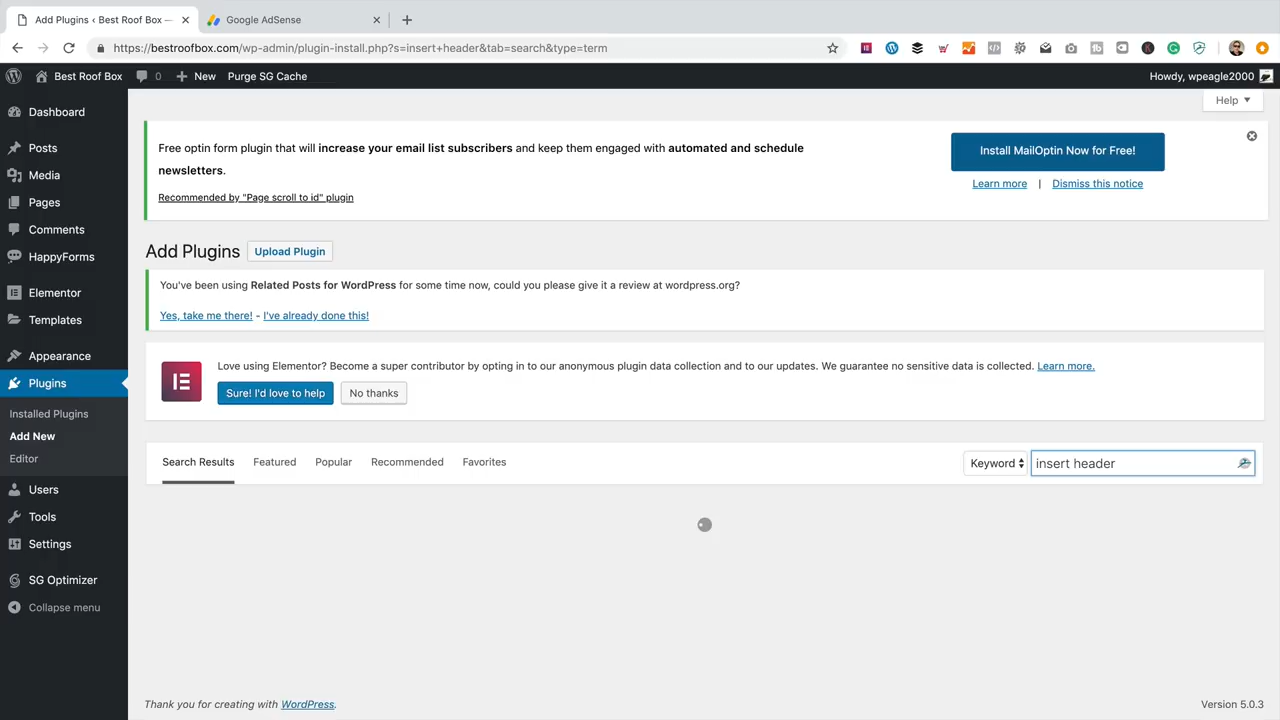 Add Plugins ‹ Best Roof Box —
Google AdSense
https://bestroofbox.com/wp-admin/plugin-install.php?s=insert+header&tab=search&type=term
Best Roof Box
0
New
Purge SG Cache
Howdy, wpeagle2000
Dashboard
Posts
Media
Pages
Comments
HappyForms
Elementor
Templates
Appearance
Plugins
Installed Plugins
Add New
Editor
Users
Tools
Settings
SG Optimizer
Collapse menu
Help
Free optin form plugin that will increase your email list subscribers and keep them engaged with automated and schedule
newsletters.
Recommended by "Page scroll to id" plugin
Install MailOptin Now for Free!
Learn more | Dismiss this notice
Add Plugins
Upload Plugin
You've been using Related Posts for WordPress for some time now, could you please give it a review at wordpress.org?
Yes, take me there! - I've already done this!
Love using Elementor? Become a super contributor by opting in to our anonymous plugin data collection and to our updates. We guarantee no sensitive data is collected. Learn more.
Sure! I'd love to help
No thanks
Search Results
Featured
Popular
Recommended
Favorites
Keyword
insert header
Thank you for creating with WordPress.
Version 5.0.3